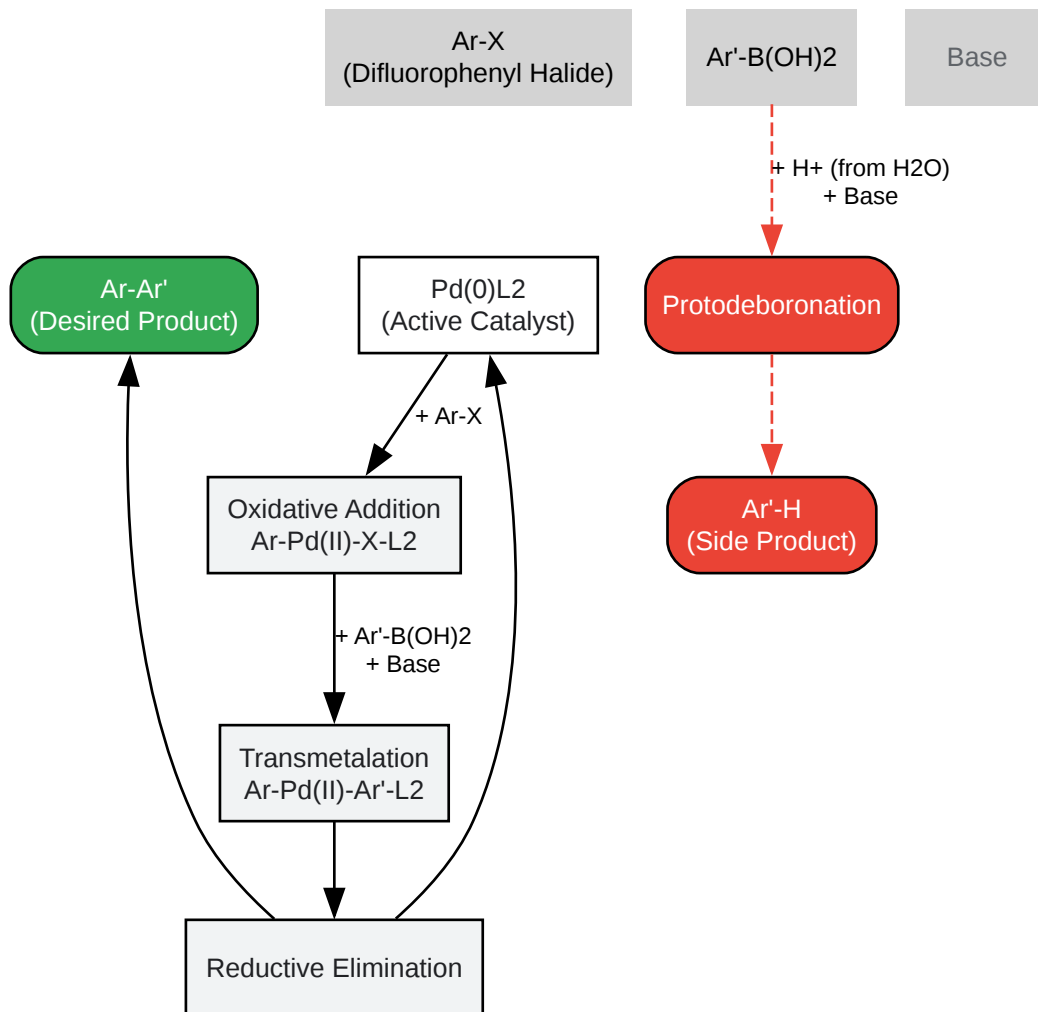 Ar-X
(Difluorophenyl Halide)
Ar'-B(OH)2
Base
+ H+ (from H2O)
+ Base
Ar-Ar'
(Desired Product)
Pd(0)L2
(Active Catalyst)
Protodeboronation
+ Ar-X
Oxidative Addition
Ar-Pd(II)-X-L2
Ar'-H
(Side Product)
+ Ar'-B(OH)2
+ Base
Transmetalation
Ar-Pd(II)-Ar'-L2
Reductive Elimination